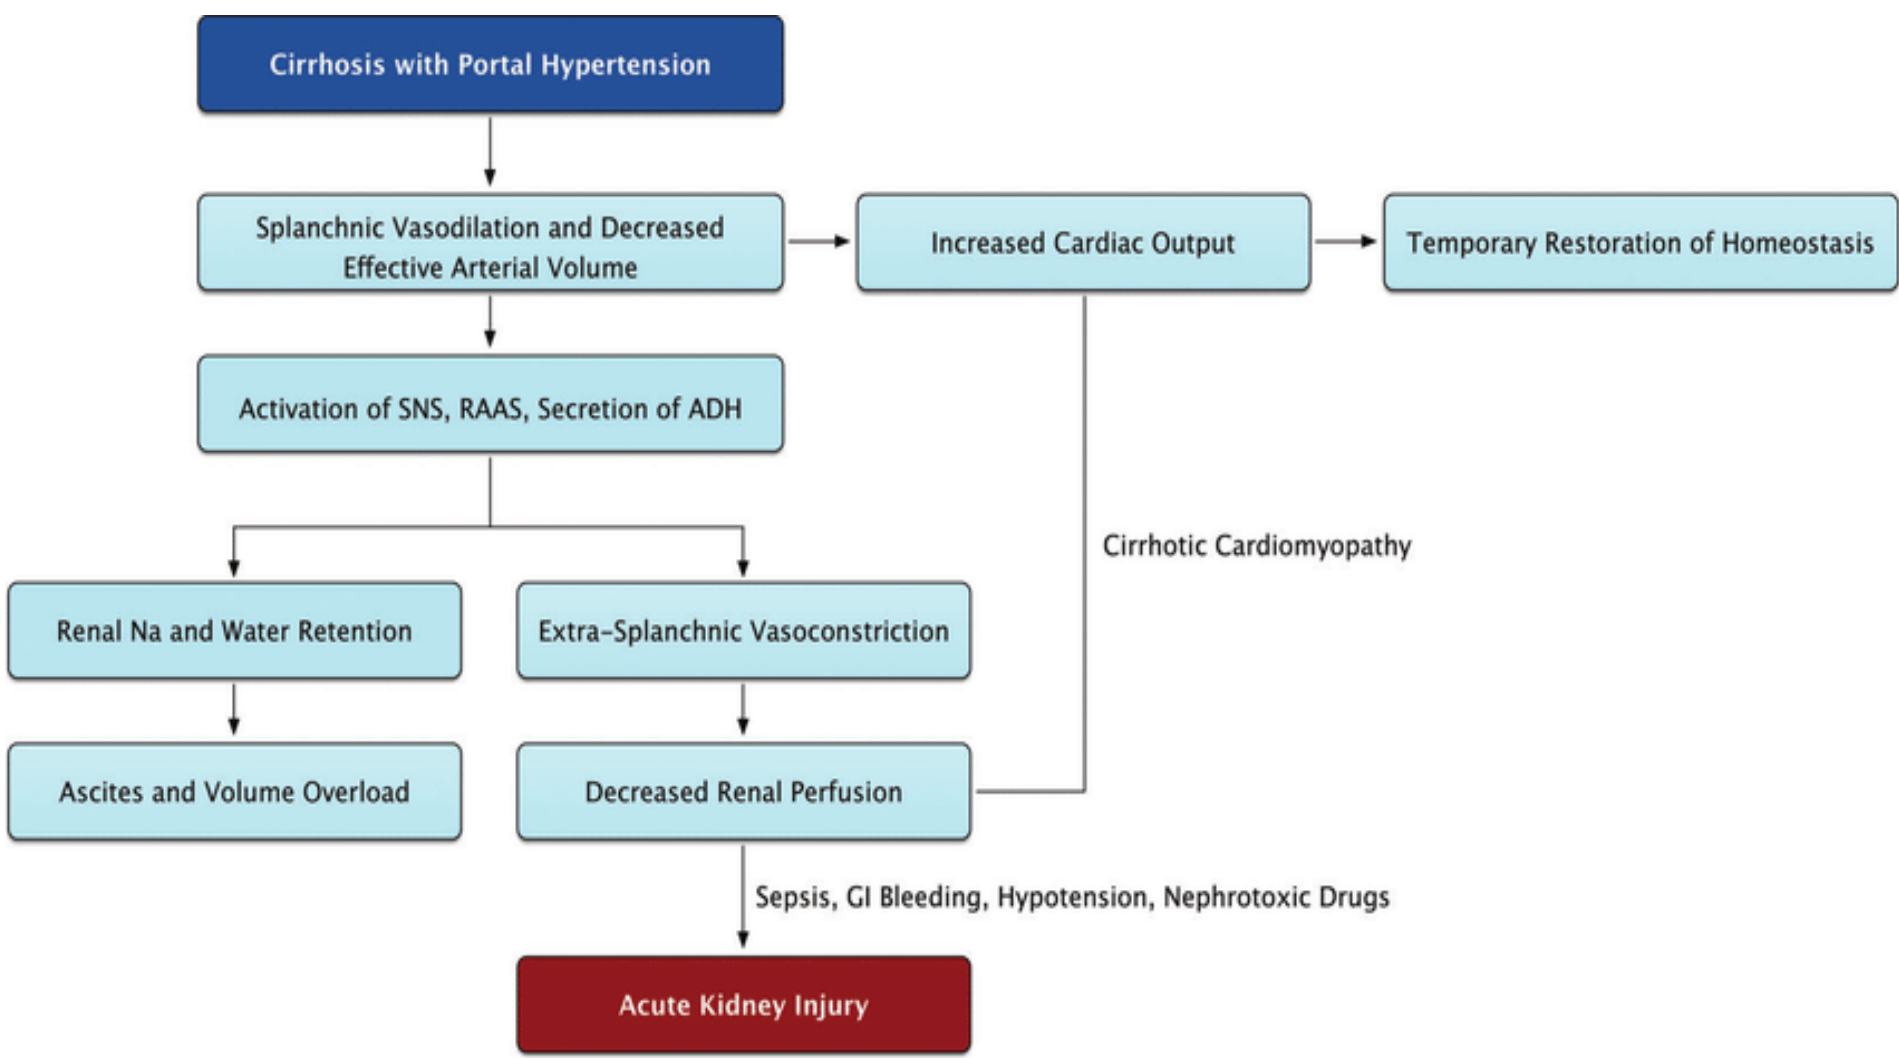 Cirrhosis with Portal Hypertension
Splanchnic Vasodilation and Decreased
Effective Arterial Volume
Increased Cardiac Output
Temporary Restoration of Homeostasis
Activation of SNS, RAAS, Secretion of ADH
Cirrhotic Cardiomyopathy
Renal Na and Water Retention
Extra-Splanchnic Vasoconstriction
Ascites and Volume Overload
Decreased Renal Perfusion
Sepsis, GI Bleeding, Hypotension, Nephrotoxic Drugs
Acute Kidney Injury